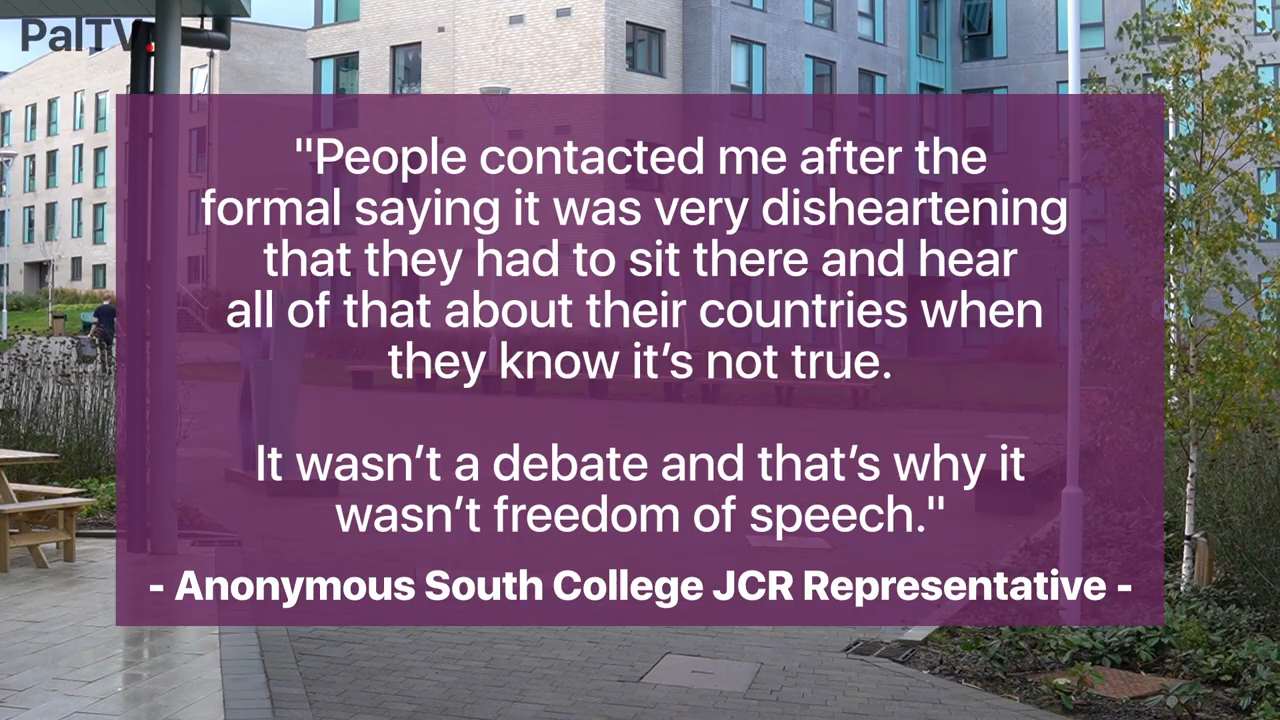 PalTV
"People contacted me after the
formal saying it was very disheartening
that they had to sit there and hear
all of that about their countries when
they know it’s not true.
It wasn’t a debate and that’s why it
wasn’t freedom of speech."
- Anonymous South College JCR Representative -